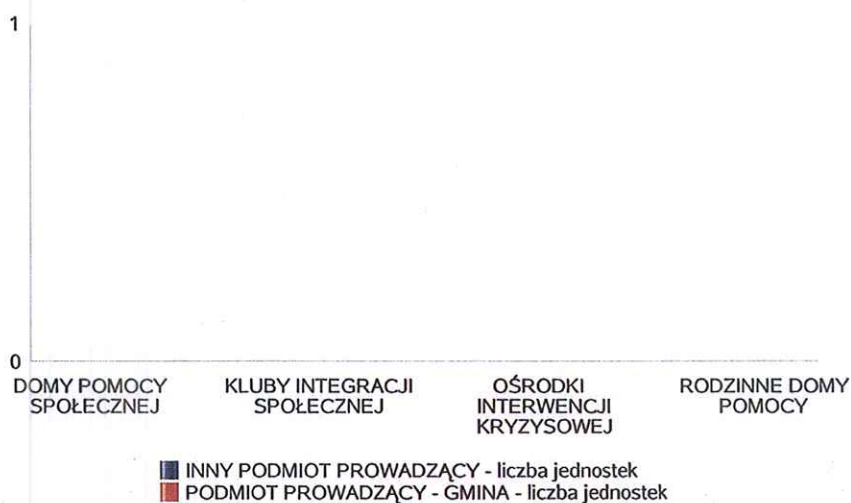 1
0
DOMY POMOCY
SPOŁECZNEJ
KLUBY INTEGRACJI
SPOŁECZNEJ
OŚRODKI
INTERWENCJI
KRYZYSOWEJ
RODZINNE DOMY
POMOCY
INNY PODMIOT PROWADZĄCY - liczba jednostek
PODMIOT PROWADZĄCY - GMINA - liczba jednostek